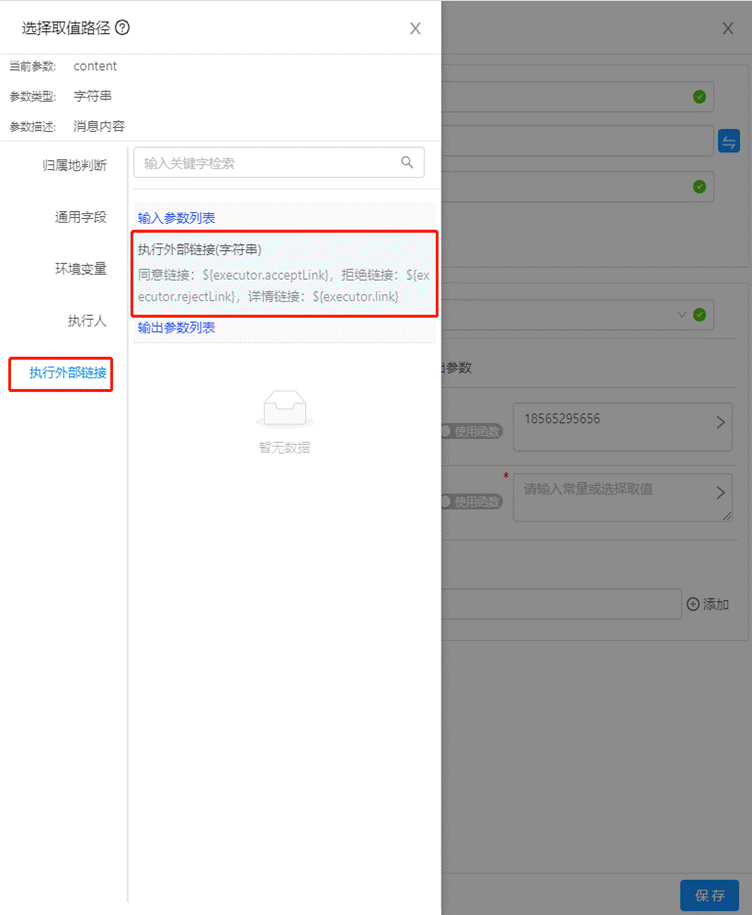 选择取值路径
当前参数: content
参数类型: 字符串
参数描述: 消息内容
归属地判断
通用字段
环境变量
执行人
执行外部链接
输入关键字检索
输入参数列表
执行外部链接(字符串)
同意链接：${executor.acceptLink}，拒绝链接：${ex
ecutor.rejectLink}，详情链接：${executor.link}
输出参数列表
暂无数据
出参数
使用函数
18565295656
*
使用函数
请输入常量或选择取值
添加
保存